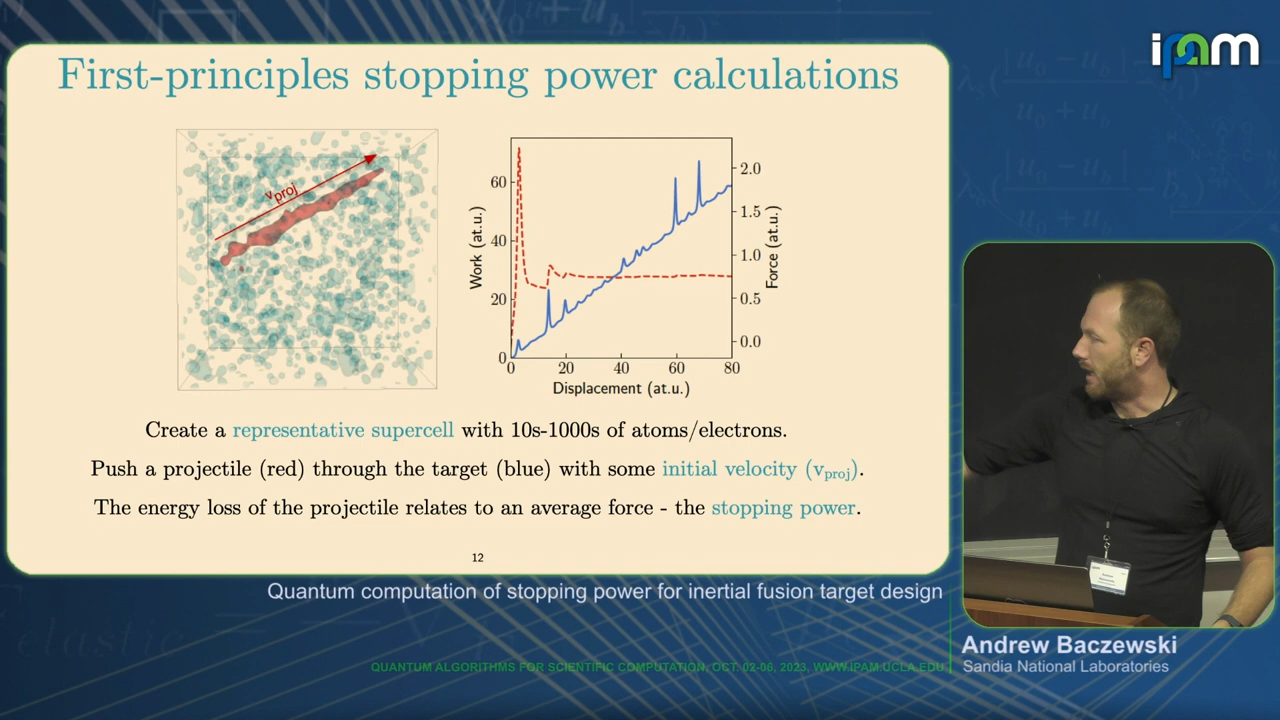 ipam
First-principles stopping power calculations
vproj
Work (at.u.)
60
40
20
0
0 20 40 60 80
Displacement (at.u.)
2.0
1.5
1.0
0.5
0.0
Force (at.u.)
Create a representative supercell with 10s-1000s of atoms/electrons.
Push a projectile (red) through the target (blue) with some initial velocity (vproj).
The energy loss of the projectile relates to an average force - the stopping power.
12
Quantum computation of stopping power for inertial fusion target design
Andrew Baczewski
Sandia National Laboratories
QUANTUM ALGORITHMS FOR SCIENTIFIC COMPUTATION, OCT. 02-06, 2023, WWW.IPAM.UCLA.EDU
elastic